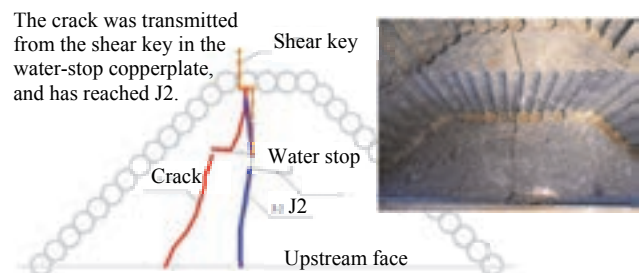 The crack was transmitted
from the shear key in the
water-stop copperplate,
and has reached J2.
Shear key
Water stop
Crack
J2
Upstream face